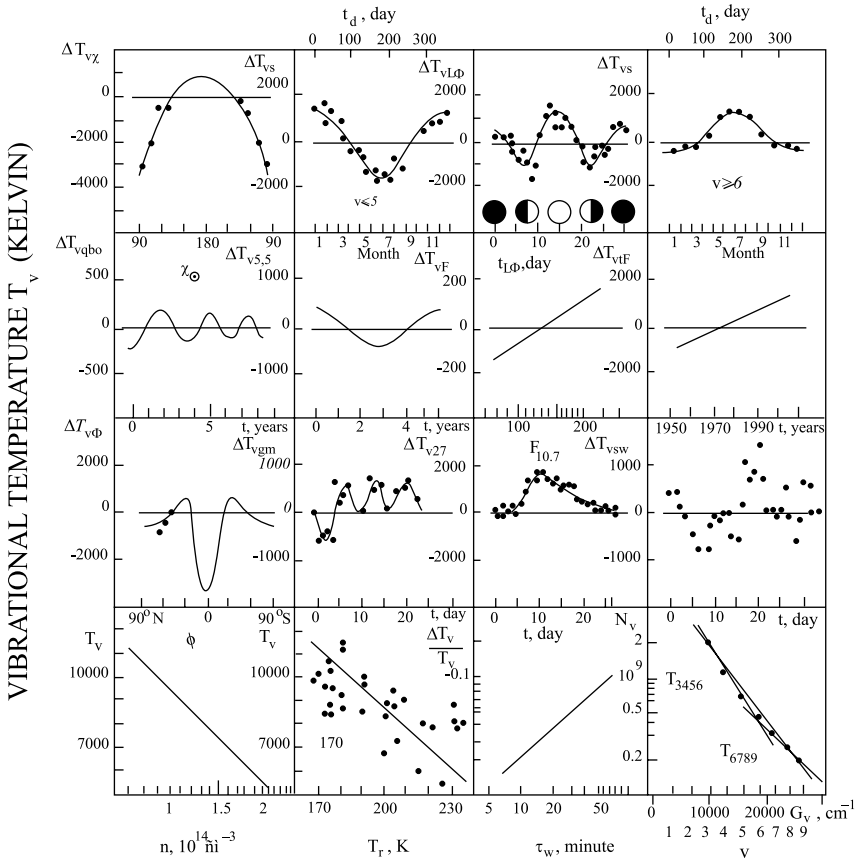 t_d , day
t_d , day
0 100 200 300
0 100 200 300
VIBRATIONAL TEMPERATURE T_v (KELVIN)
ΔT_vχ ΔT_vs ΔT_vLΦ ΔT_vs
0 2000 2000 2000
-2000 0 0 0
-4000 -2000 -2000 -2000
v⩽5
v⩾6
90 180 90
1 3 5 7 9 11
0 10 20 30
1 3 5 7 9 11
Month
Month
ΔT_vqbo ΔT_v5,5 ΔT_vF t_LΦ,day ΔT_vtF
χ_⊙
500 1000 200 2000
0 0 0 0
-500 -1000 -200 -2000
0 5 t, years
0 2 4 t, years
100 200
1950 1970 1990 t, years
ΔT_vΦ ΔT_vgm ΔT_v27 F_10.7 ΔT_vsw
2000 1000 2000 1000
0 0 0 0
-2000 -1000 -2000 -1000
90° N 0 90° S
0 10 20 t, day
0 10 20
0 10 20 t, day
ϕ
t, day
T_v T_v ΔT_v
T_v
N_v
10000 10000 -0.1 2
10^9
7000 7000 0.5
0.2
170
T_3456
T_6789
1 1.5 2
170 200 230
5 10 50
0 10000 20000 G_v , cm^-1
1 2 3 4 5 6 7 8 9
n, 10^14 ñì^-3 T_r, K τ_w, minute v